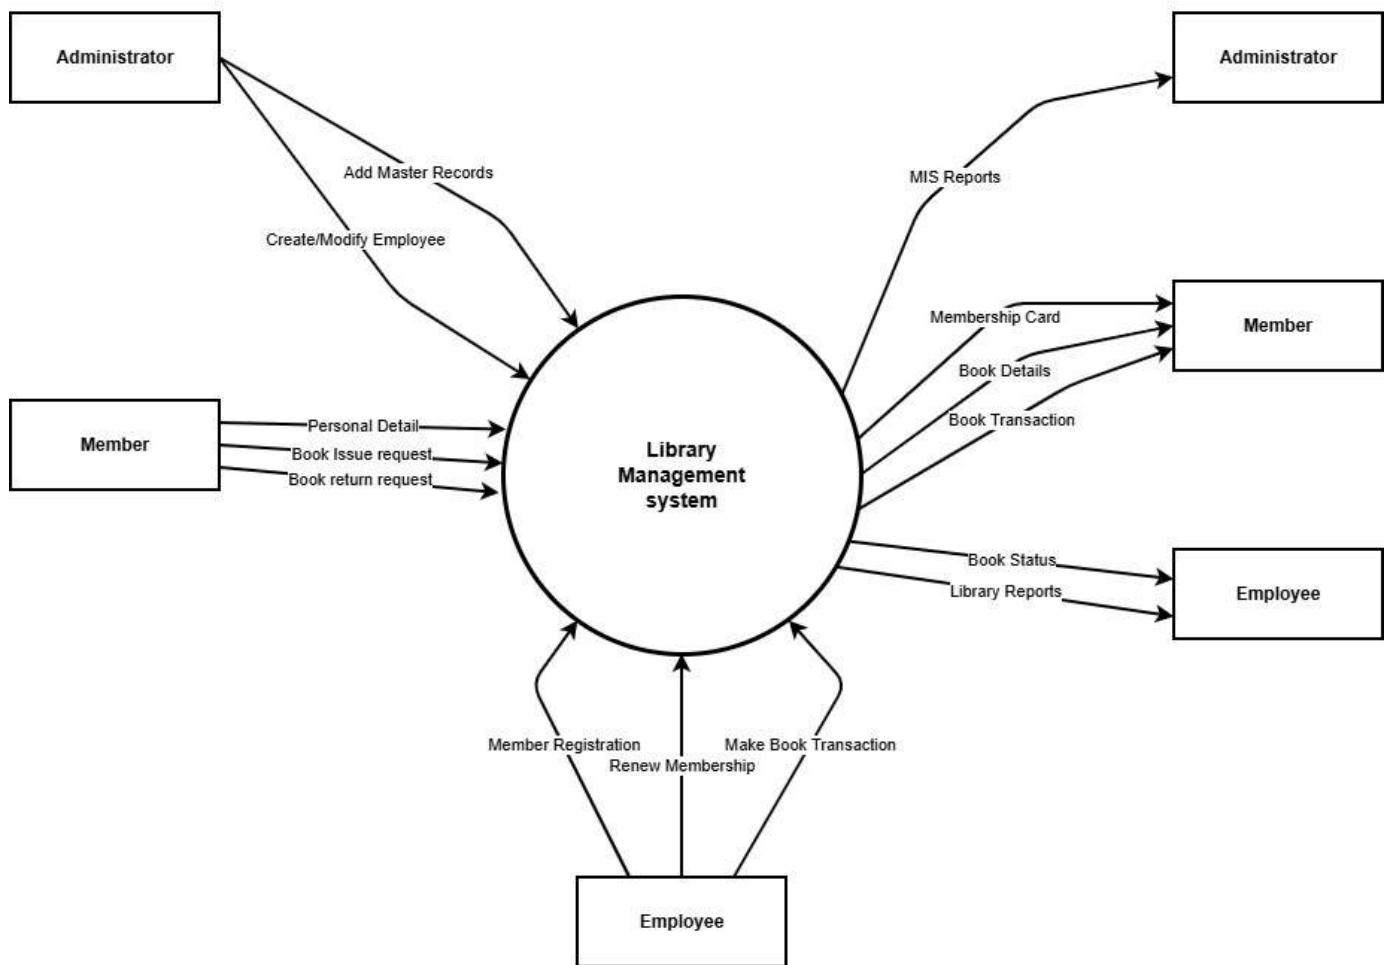 Administrator
Administrator
Add Master Records
MIS Reports
Create/Modify Employee
Membership Card
Member
Book Details
Personal Detail
Book Transaction
Member
Book Issue request
Book return request
Library
Management
system
Book Status
Library Reports
Employee
Member Registration
Make Book Transaction
Renew Membership
Employee